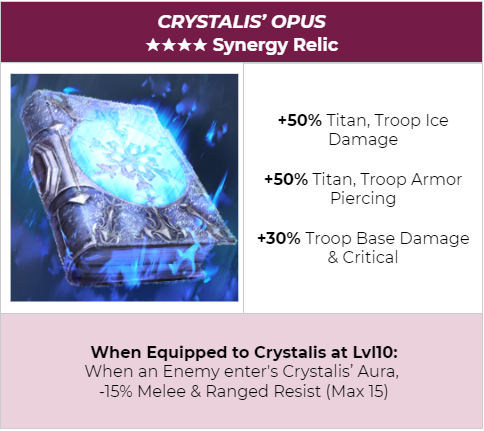 CRYSTALIS’ OPUS
★★★★ Synergy Relic
+50% Titan, Troop Ice
Damage
+50% Titan, Troop Armor
Piercing
+30% Troop Base Damage
& Critical
When Equipped to Crystalis at Lvl10:
When an Enemy enter's Crystalis’ Aura,
-15% Melee & Ranged Resist (Max 15)